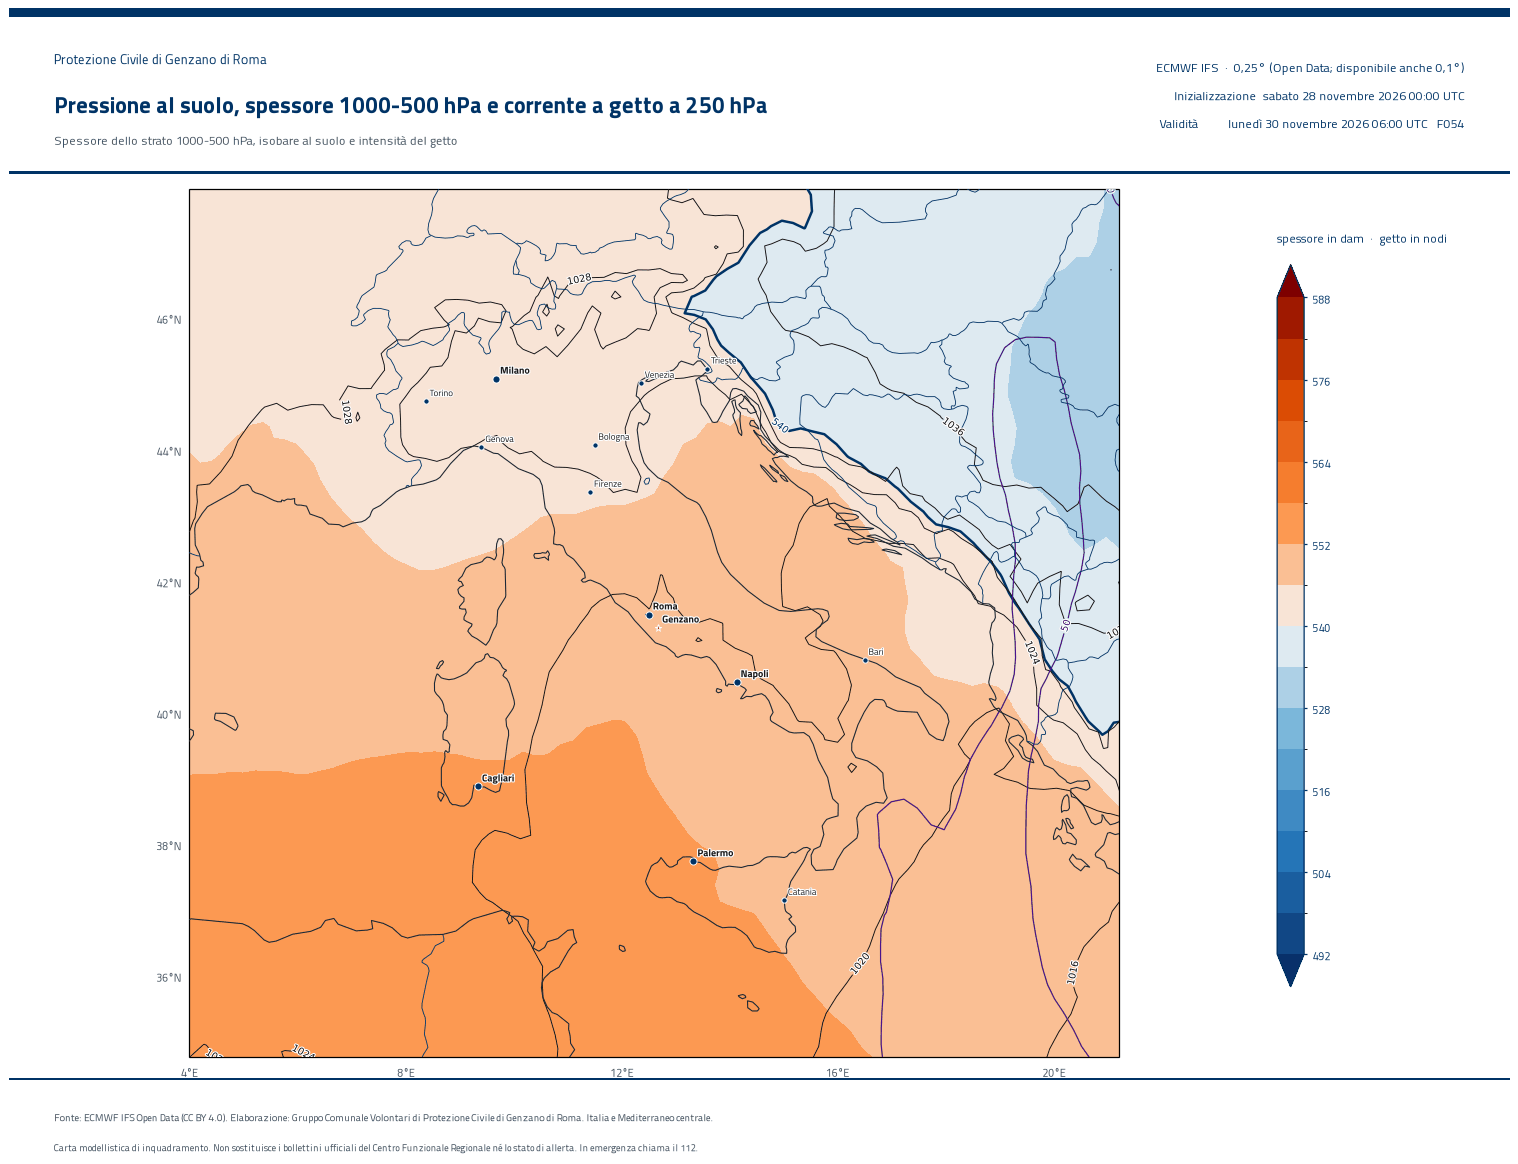 Protezione Civile di Genzano di Roma
Pressione al suolo, spessore 1000-500 hPa e corrente a getto a 250 hPa
Spessore dello strato 1000-500 hPa, isobare al suolo e intensità del getto
ECMWF IFS · 0,25° (Open Data; disponibile anche 0,1°)
Inizializzazione sabato 28 novembre 2026 00:00 UTC
Validità lunedì 30 novembre 2026 06:00 UTC F054
spessore in dam · getto in nodi
588
576
564
552
540
528
516
504
492
46°N
44°N
42°N
40°N
38°N
36°N
4°E
8°E
12°E
16°E
20°E
1028
1028
Milano
Torino
Venezia
Trieste
Genova
Bologna
Firenze
540
1036
Roma
Genzano
Bari
Napoli
50
1024
Cagliari
Palermo
Catania
1020
1016
1024
Fonte: ECMWF IFS Open Data (CC BY 4.0). Elaborazione: Gruppo Comunale Volontari di Protezione Civile di Genzano di Roma. Italia e Mediterraneo centrale.
Carta modellistica di inquadramento. Non sostituisce i bollettini ufficiali del Centro Funzionale Regionale né lo stato di allerta. In emergenza chiama il 112.